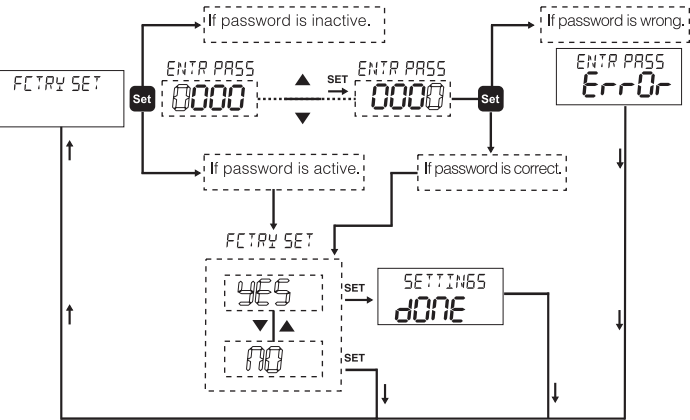 If password is inactive.
If password is wrong.
FCTRY SET
Set
ENTR PASS
0000
SET
ENTR PASS
0000
Set
ENTR PASS
Err0r
If password is active.
If password is correct.
FCTRY SET
YES
SET
SETTINGS
dONE
NO
SET